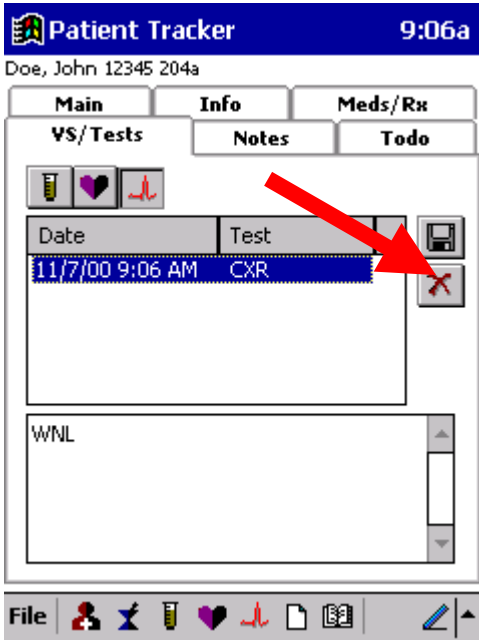 Patient Tracker 9:06a
Doe, John 12345 204a
Main Info Meds/Rx
VS/Tests Notes Todo
Date Test
11/7/00 9:06 AM CXR
WNL
File